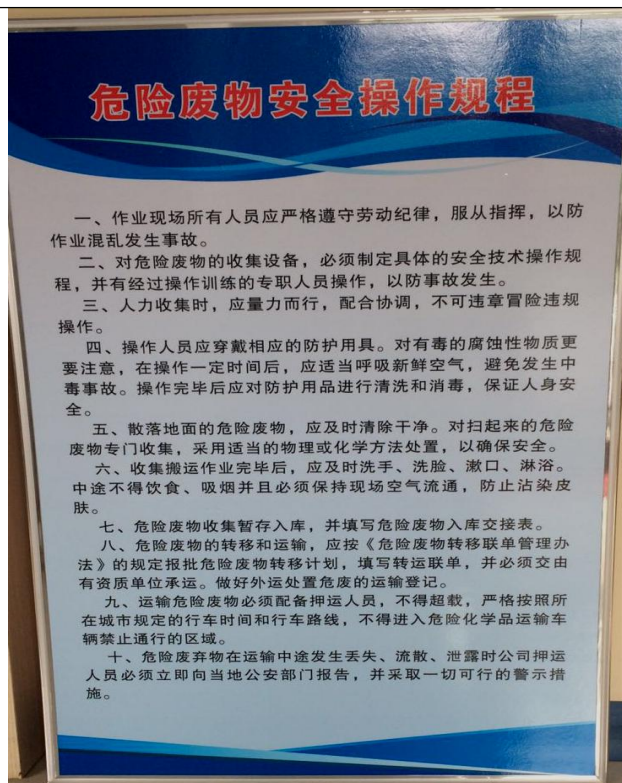 危险废物安全操作规程
一、作业现场所有人员应严格遵守劳动纪律，服从指挥，以防
作业混乱发生事故。
二、对危险废物的收集设备，必须制定具体的安全技术操作规
程，并有经过操作训练的专职人员操作，以防事故发生。
三、人力收集时，应量力而行，配合协调，不可违章冒险违规
操作。
四、操作人员应穿戴相应的防护用具。对有毒的腐蚀性物质更
要注意，在操作一定时间后，应适当呼吸新鲜空气，避免发生中
毒事故。操作完毕后应对防护用品进行清洗和消毒，保证人身安
全。
五、散落地面的危险废物，应及时清除干净。对扫起来的危险
废物专门收集，采用适当的物理或化学方法处置，以确保安全。
六、收集搬运作业完毕后，应及时洗手、洗脸、漱口、淋浴。
中途不得饮食、吸烟并且必须保持现场空气流通，防止沾染皮
肤。
七、危险废物收集暂存入库，并填写危险废物入库交接表。
八、危险废物的转移和运输，应按《危险废物转移联单管理办
法》的规定报批危险废物转移计划，填写转运联单，并必须交由
有资质单位承运。做好外运处置危废的运输登记。
九、运输危险废物必须配备押运人员，不得超载，严格按照所
在城市规定的行车时间和行车路线，不得进入危险化学品运输车
辆禁止通行的区域。
十、危险废弃物在运输中途发生丢失、流散、泄露时公司押运
人员必须立即向当地公安部门报告，并采取一切可行的警示措
施。